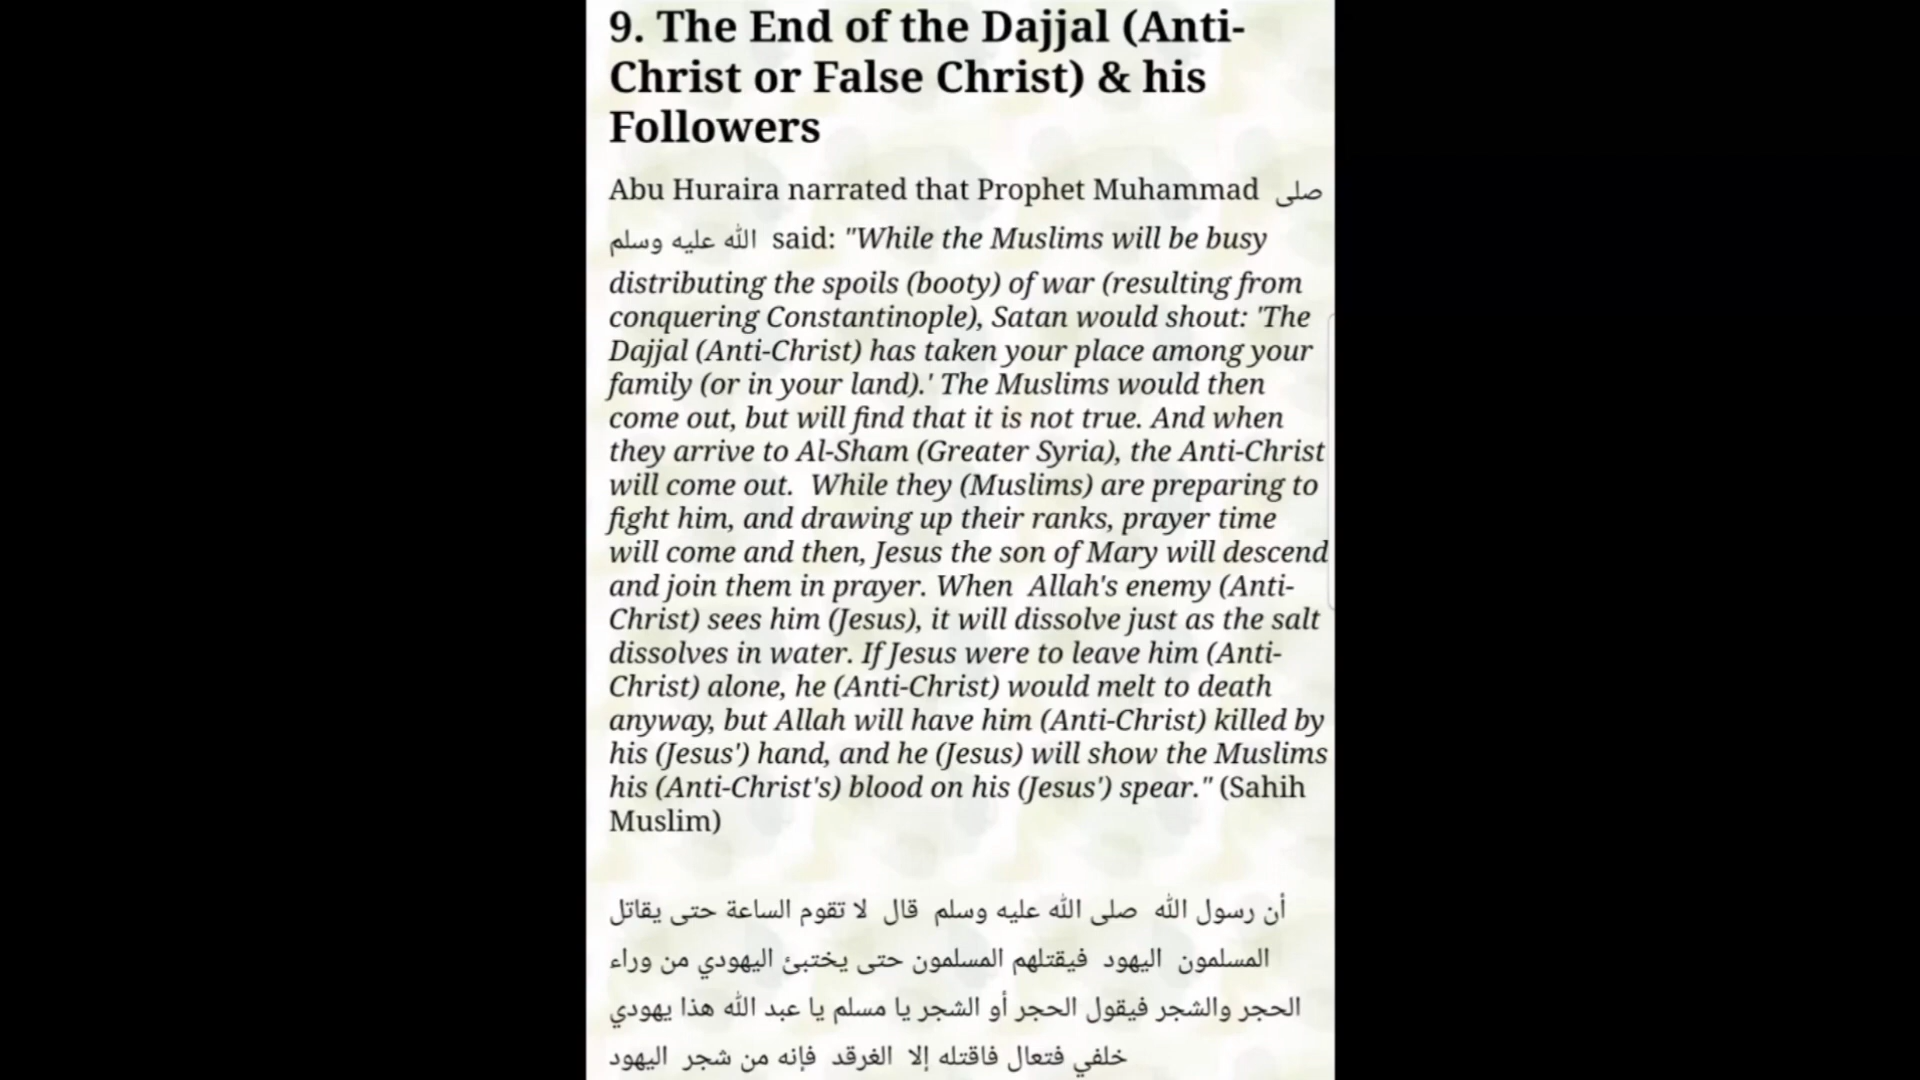 9. The End of the Dajjal (Anti-
Christ or False Christ) & his
Followers
Abu Huraira narrated that Prophet Muhammad صلى
الله عليه وسلم said: "While the Muslims will be busy
distributing the spoils (booty) of war (resulting from
conquering Constantinople), Satan would shout: 'The
Dajjal (Anti-Christ) has taken your place among your
family (or in your land).' The Muslims would then
come out, but will find that it is not true. And when
they arrive to Al-Sham (Greater Syria), the Anti-Christ
will come out. While they (Muslims) are preparing to
fight him, and drawing up their ranks, prayer time
will come and then, Jesus the son of Mary will descend
and join them in prayer. When Allah's enemy (Anti-
Christ) sees him (Jesus), it will dissolve just as the salt
dissolves in water. If Jesus were to leave him (Anti-
Christ) alone, he (Anti-Christ) would melt to death
anyway, but Allah will have him (Anti-Christ) killed by
his (Jesus') hand, and he (Jesus) will show the Muslims
his (Anti-Christ's) blood on his (Jesus') spear." (Sahih
Muslim)
أن رسول الله صلى الله عليه وسلم قال لا تقوم الساعة حتى يقاتل
المسلمون اليهود فيقتلهم المسلمون حتى يختبئ اليهودي من وراء
الحجر والشجر فيقول الحجر أو الشجر يا مسلم يا عبد الله هذا يهودي
خلفي فتعال فاقتله إلا الغرقد فإنه من شجر اليهود